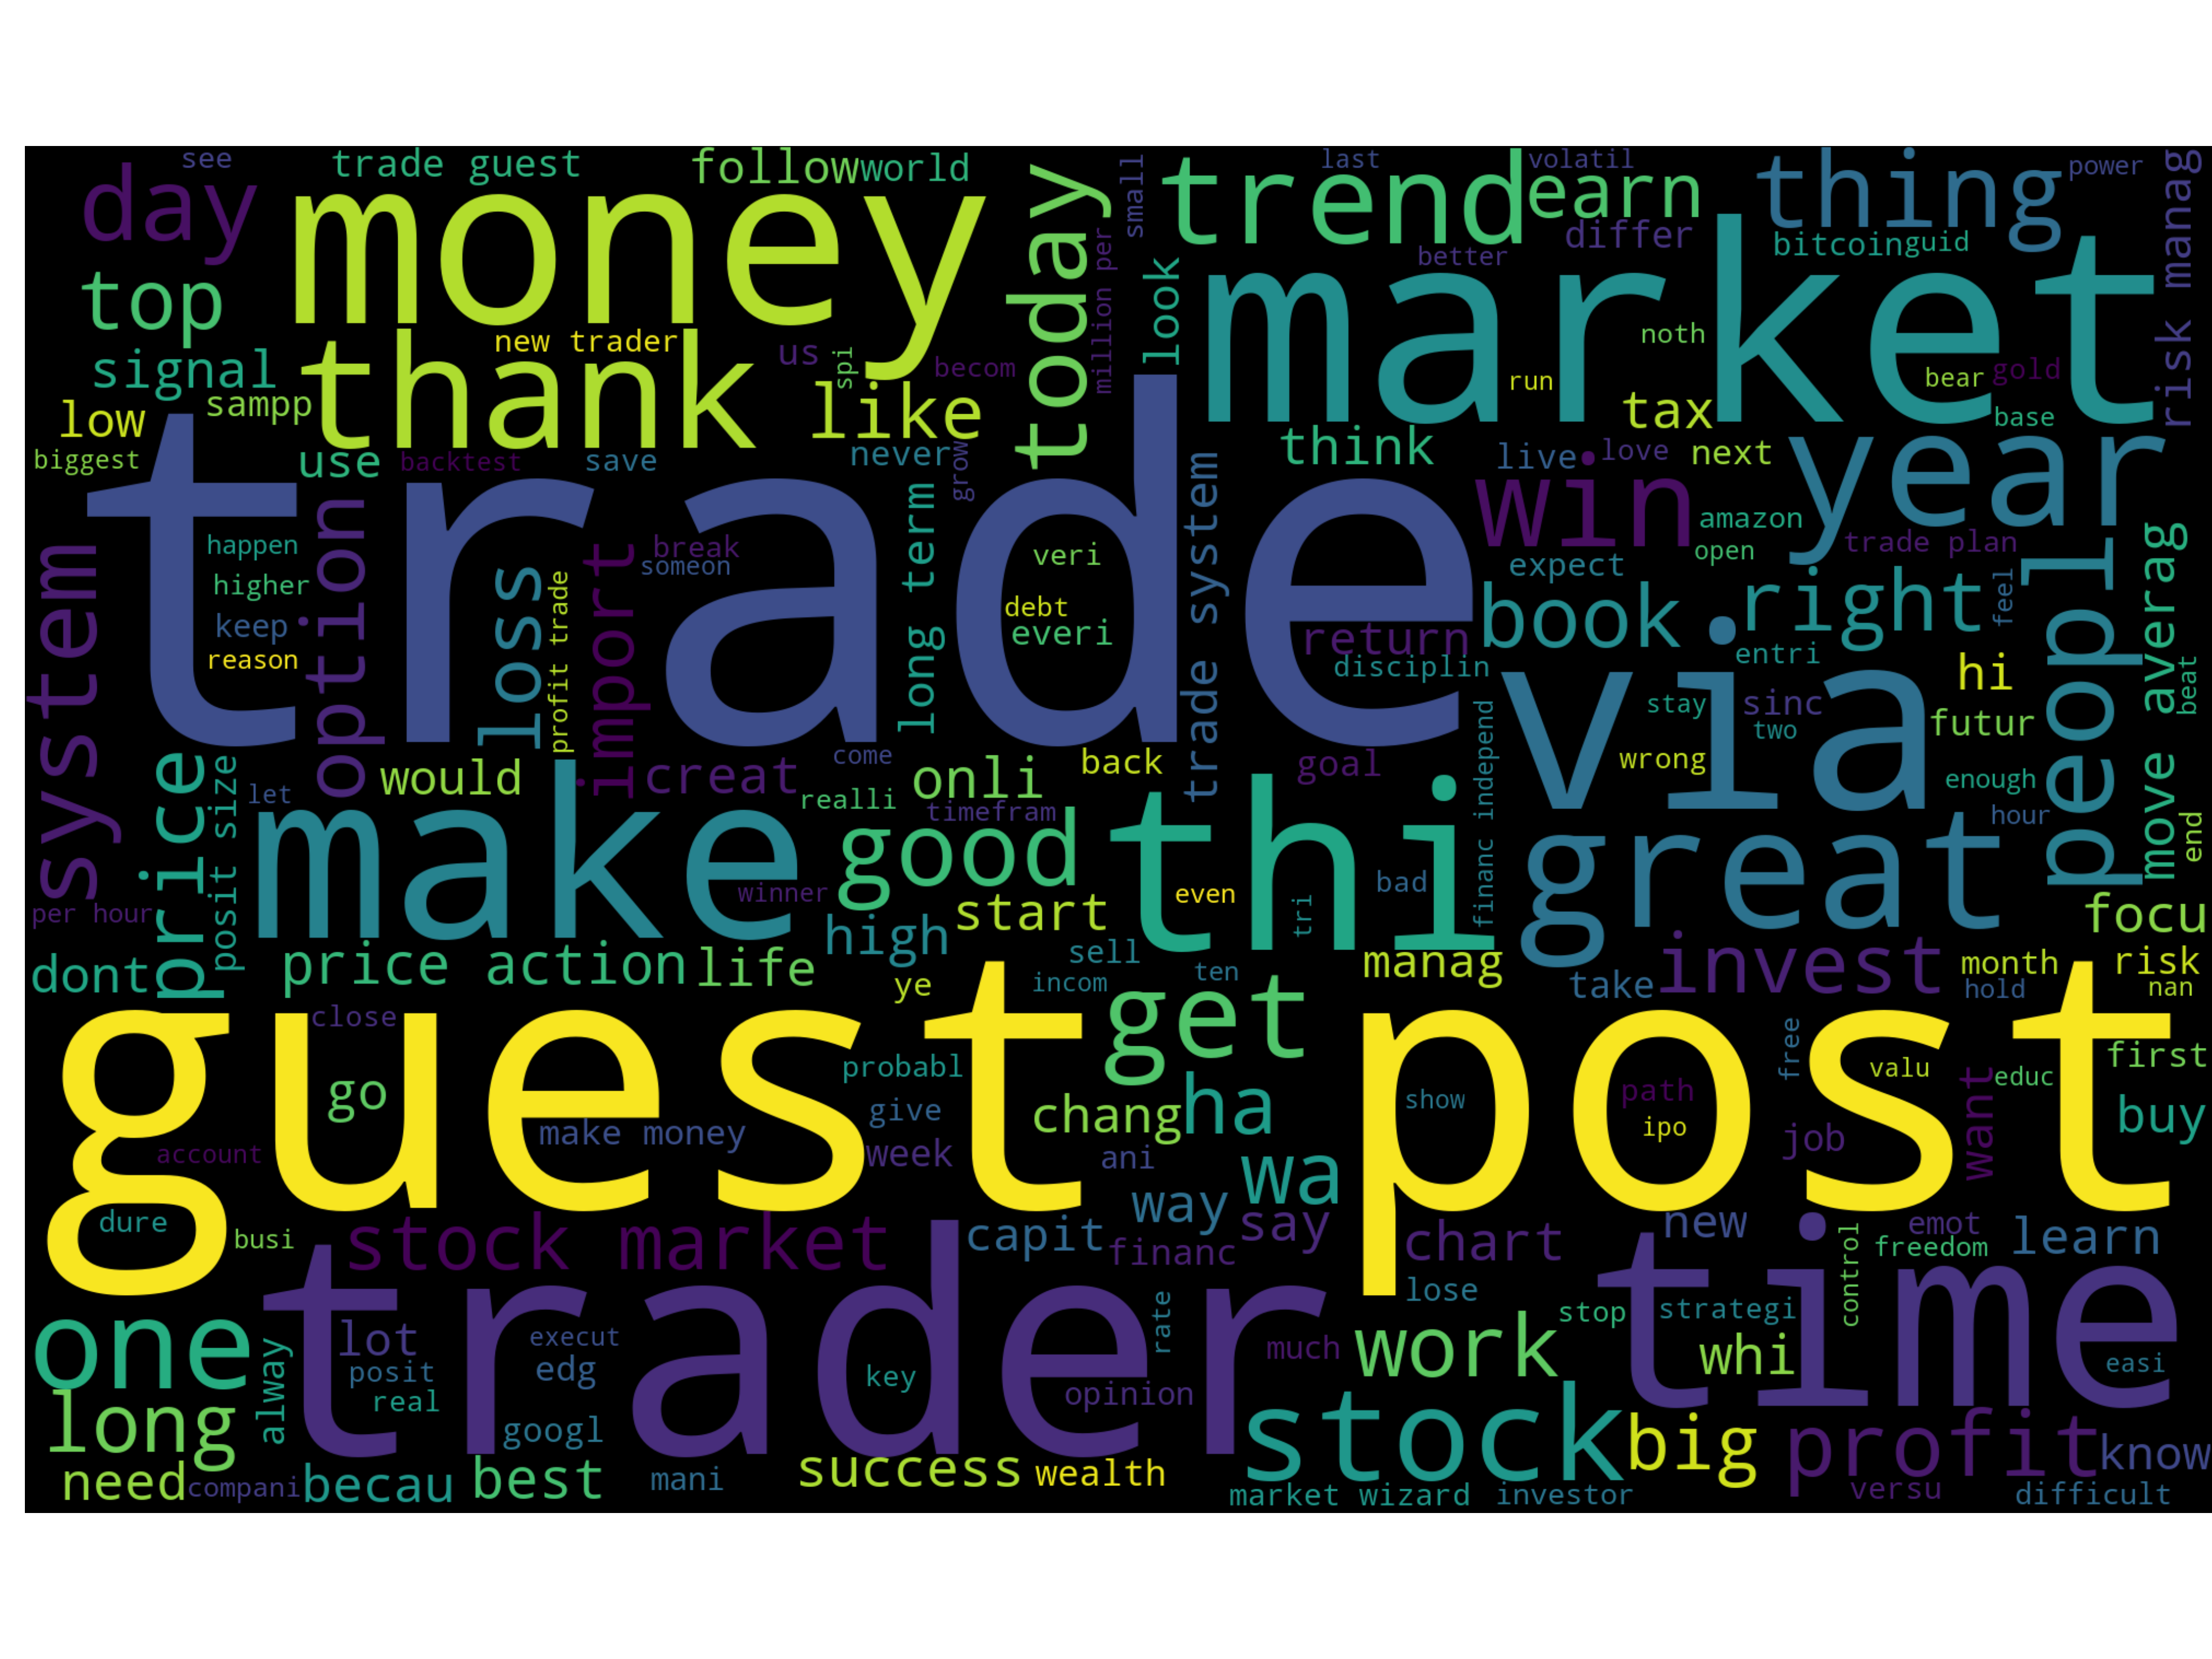 see
trade guest
follow
world
small
trend
last
volatil
thing
power
risk manag
day
money
today
earn
differ
better
bitcoin
guid
top
look
million per
market
noth
signal
thank
new trader
us
spi
becom
run
bear
gold
low
sampp
like
tax
base
biggest
use
backtest
save
never
grow
think
live
love
next
year
trade
win
amazon
open
trade plan
system
happen
option
higher
keep
reason
loss
profit trade
import
break
someon
long term
veri
debt
everi
trade system
expect
book
right
feel
peopl
move averag
return
disciplin
entri
hi
beat
via
stay
sinc
two
futur
wrong
enough
hour
end
price
posit size
let
would
creat
come
realli
onli
timefram
back
goal
financ independ
make
winner
good
thi
great
per hour
start
even
tri
bad
focu
dont
price action
life
high
ye
sell
incom
ten
get
manag
take
invest
month
risk
hold
nan
guest
close
go
make money
account
probabl
give
week
chang
ha
ani
post
show
path
ipo
free
valu
job
want
educ
first
buy
dure
busi
stock market
capit
financ
way
wa
say
chart
new
emot
freedom
learn
control
lose
one
alway
trader
lot
posit
real
execut
edg
key
rate
opinion
much
work
stop
strategi
whi
time
easi
long
googl
stock
big
profit
know
need
compani
becau
best
mani
success
wealth
market wizard
investor
versu
difficult